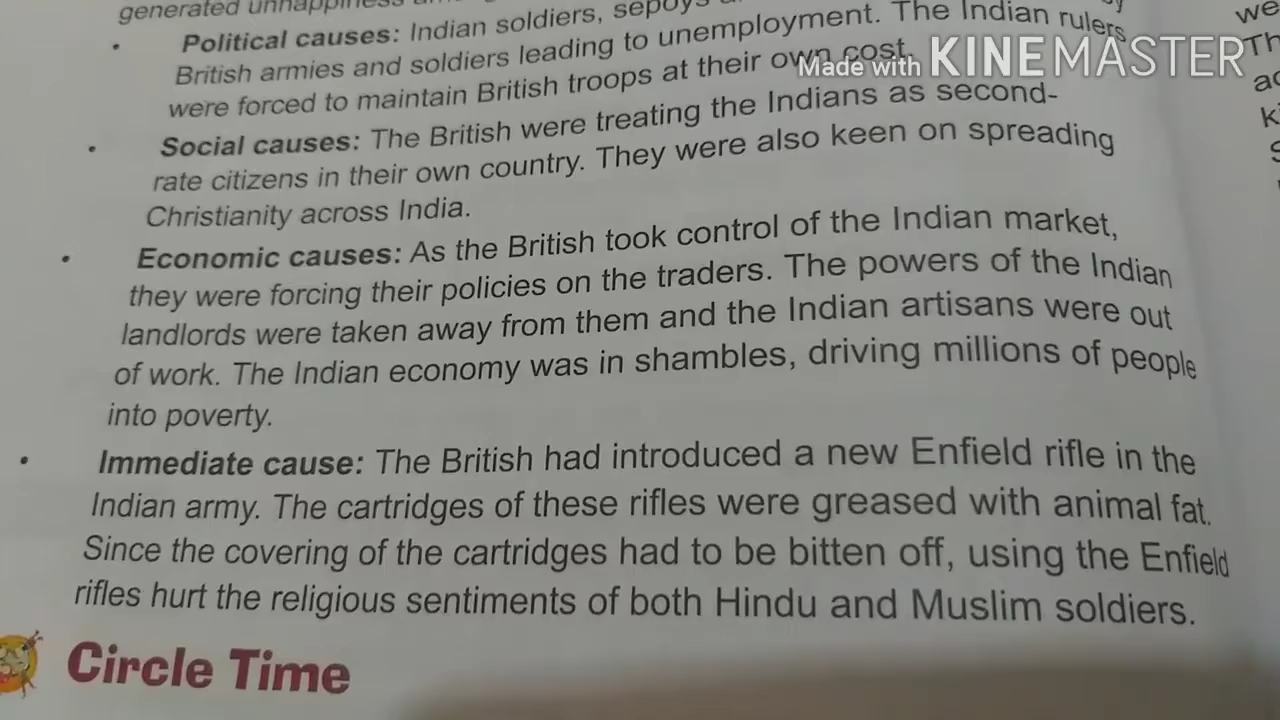 generated unhappiness
• Political causes: Indian soldiers, sepoys
British armies and soldiers leading to unemployment. The Indian rulers
were forced to maintain British troops at their own cost.
Made with KINEMASTER
• Social causes: The British were treating the Indians as second-
rate citizens in their own country. They were also keen on spreading
Christianity across India.
• Economic causes: As the British took control of the Indian market,
they were forcing their policies on the traders. The powers of the Indian
landlords were taken away from them and the Indian artisans were out
of work. The Indian economy was in shambles, driving millions of people
into poverty.
• Immediate cause: The British had introduced a new Enfield rifle in the
Indian army. The cartridges of these rifles were greased with animal fat.
Since the covering of the cartridges had to be bitten off, using the Enfield
rifles hurt the religious sentiments of both Hindu and Muslim soldiers.
Circle Time